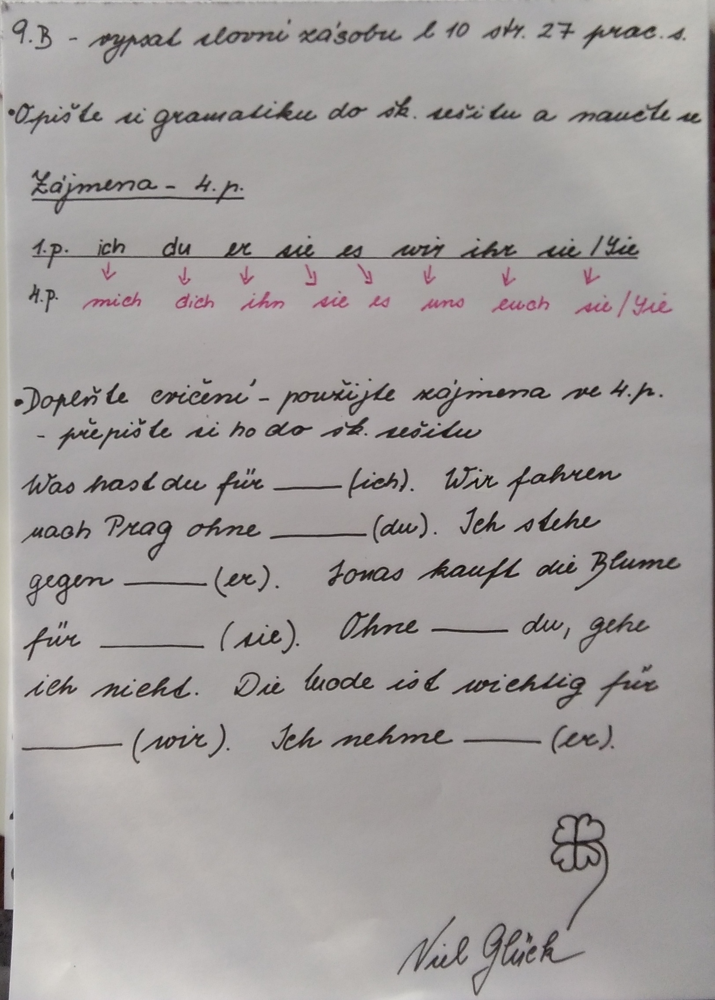 9.B - vypsat slovní zásobu l 10 str. 27 prac. s.
•Opište si gramatiku do šk. sešitu a naučte se
Zájmena - 4. p.
1.p. ich du er sie es wir ihr sie / Sie
4.p. mich dich ihn sie es uns euch sie / Sie
•Doplňte cvičení - použijte zájmena ve 4. p.
- přepište si ho do šk. sešitu
Was hast du für ____ (ich). Wir fahren
nach Prag ohne ____ (du). Ich stehe
gegen ____ (er). Jonas kauft die Blume
für ____ (sie). Ohne ____ du, gehe
ich nicht. Die Mode ist wichtig für
____ (wir). Ich nehme ____ (er).
Viel Glück